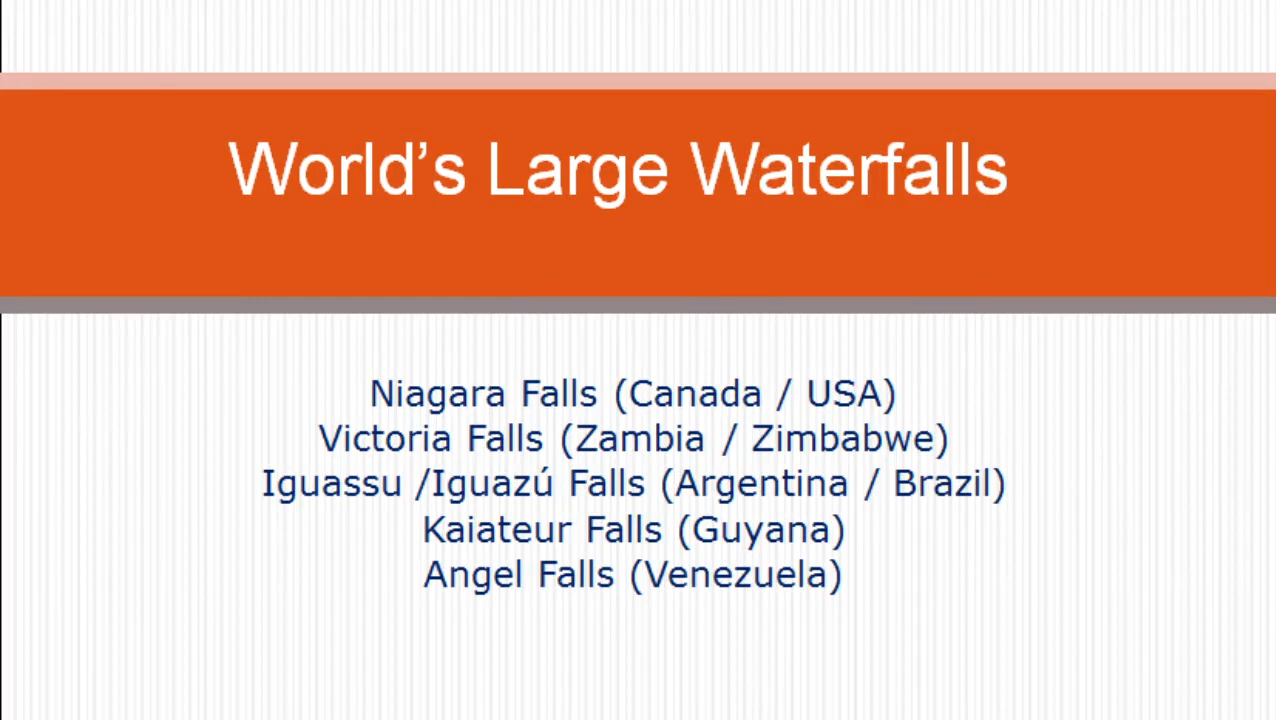 World’s Large Waterfalls
Niagara Falls (Canada / USA)
Victoria Falls (Zambia / Zimbabwe)
Iguassu /Iguazú Falls (Argentina / Brazil)
Kaiateur Falls (Guyana)
Angel Falls (Venezuela)